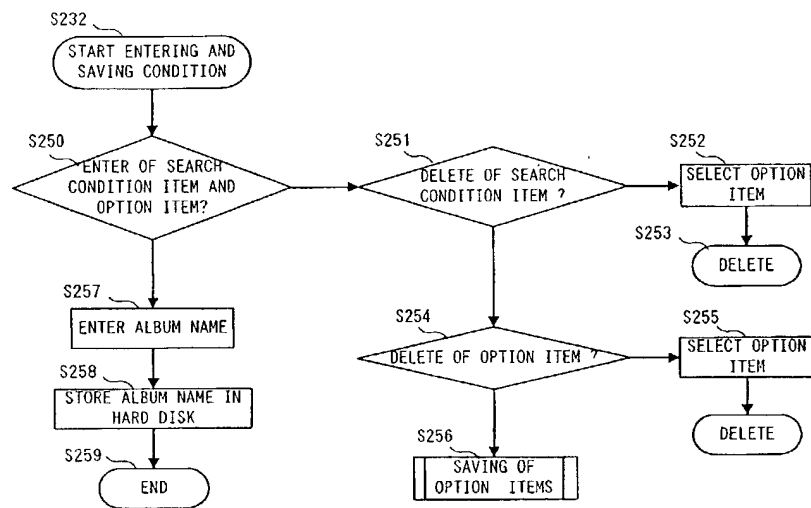 S232
START ENTERING AND
SAVING CONDITION
S250
ENTER OF SEARCH
CONDITION ITEM AND
OPTION ITEM?
S251
DELETE OF SEARCH
CONDITION ITEM ?
S252
SELECT OPTION
ITEM
S253
DELETE
S257
ENTER ALBUM NAME
S254
DELETE OF OPTION ITEM ?
S255
SELECT OPTION
ITEM
S258
STORE ALBUM NAME IN
HARD DISK
DELETE
S259
END
S256
SAVING OF
OPTION ITEMS